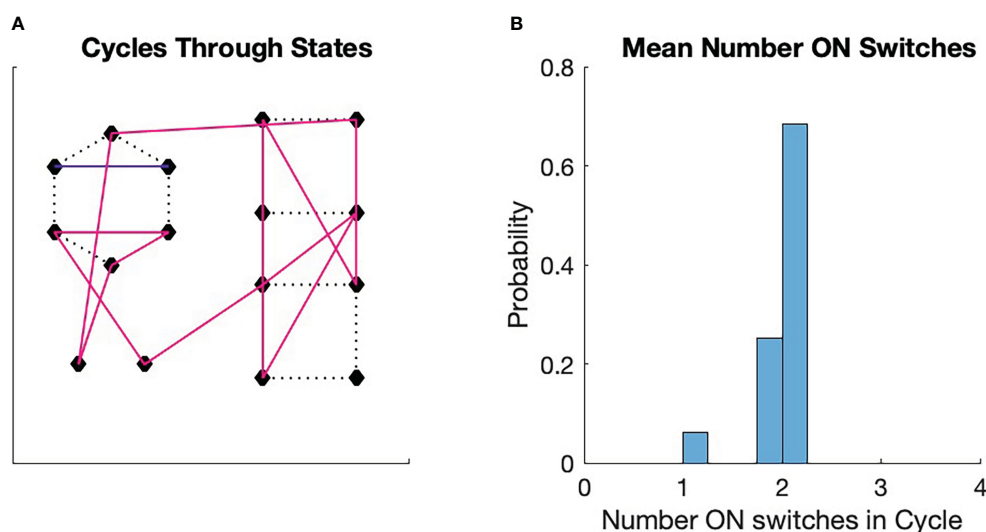 A
Cycles Through States
B
Mean Number ON Switches
Probability
0.8
0.6
0.4
0.2
0
0 1 2 3 4
Number ON switches in Cycle